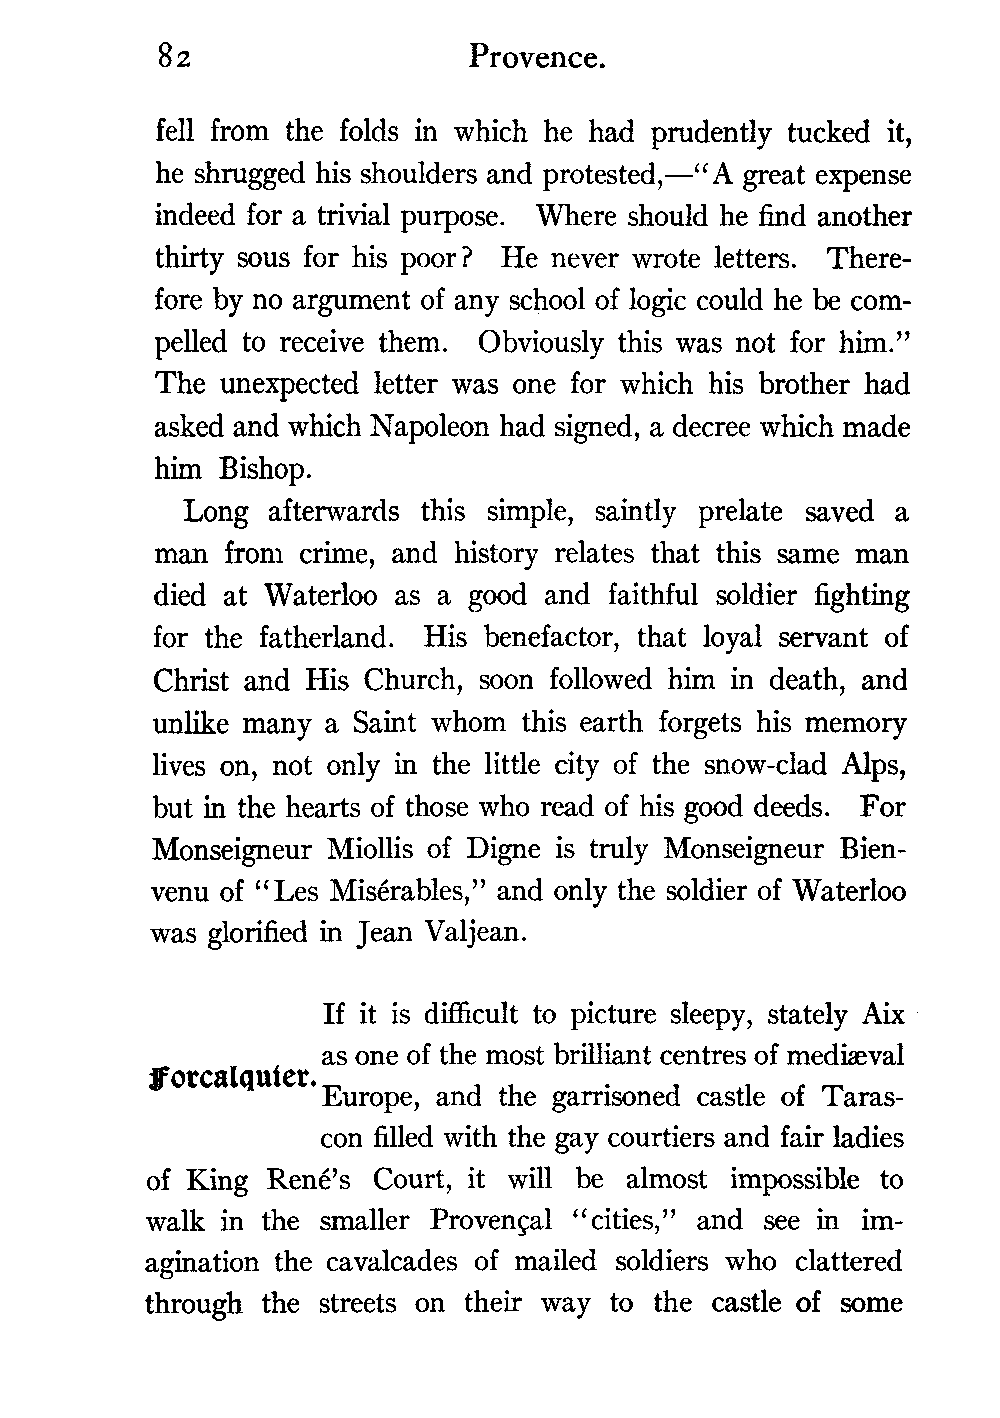 82 Provence.
fell from the folds in which he had prudently tucked it,
he shrugged his shoulders and protested,—“A great expense
indeed for a trivial purpose. Where should he find another
thirty sous for his poor? He never wrote letters. There-
fore by no argument of any school of logic could he be com-
pelled to receive them. Obviously this was not for him.”
The unexpected letter was one for which his brother had
asked and which Napoleon had signed, a decree which made
him Bishop.
Long afterwards this simple, saintly prelate saved a
man from crime, and history relates that this same man
died at Waterloo as a good and faithful soldier fighting
for the fatherland. His benefactor, that loyal servant of
Christ and His Church, soon followed him in death, and
unlike many a Saint whom this earth forgets his memory
lives on, not only in the little city of the snow-clad Alps,
but in the hearts of those who read of his good deeds. For
Monseigneur Miollis of Digne is truly Monseigneur Bien-
venu of “Les Misérables,” and only the soldier of Waterloo
was glorified in Jean Valjean.
Forcalquier.
If it is difficult to picture sleepy, stately Aix
as one of the most brilliant centres of mediæval
Europe, and the garrisoned castle of Taras-
con filled with the gay courtiers and fair ladies
of King René’s Court, it will be almost impossible to
walk in the smaller Provençal “cities,” and see in im-
agination the cavalcades of mailed soldiers who clattered
through the streets on their way to the castle of some